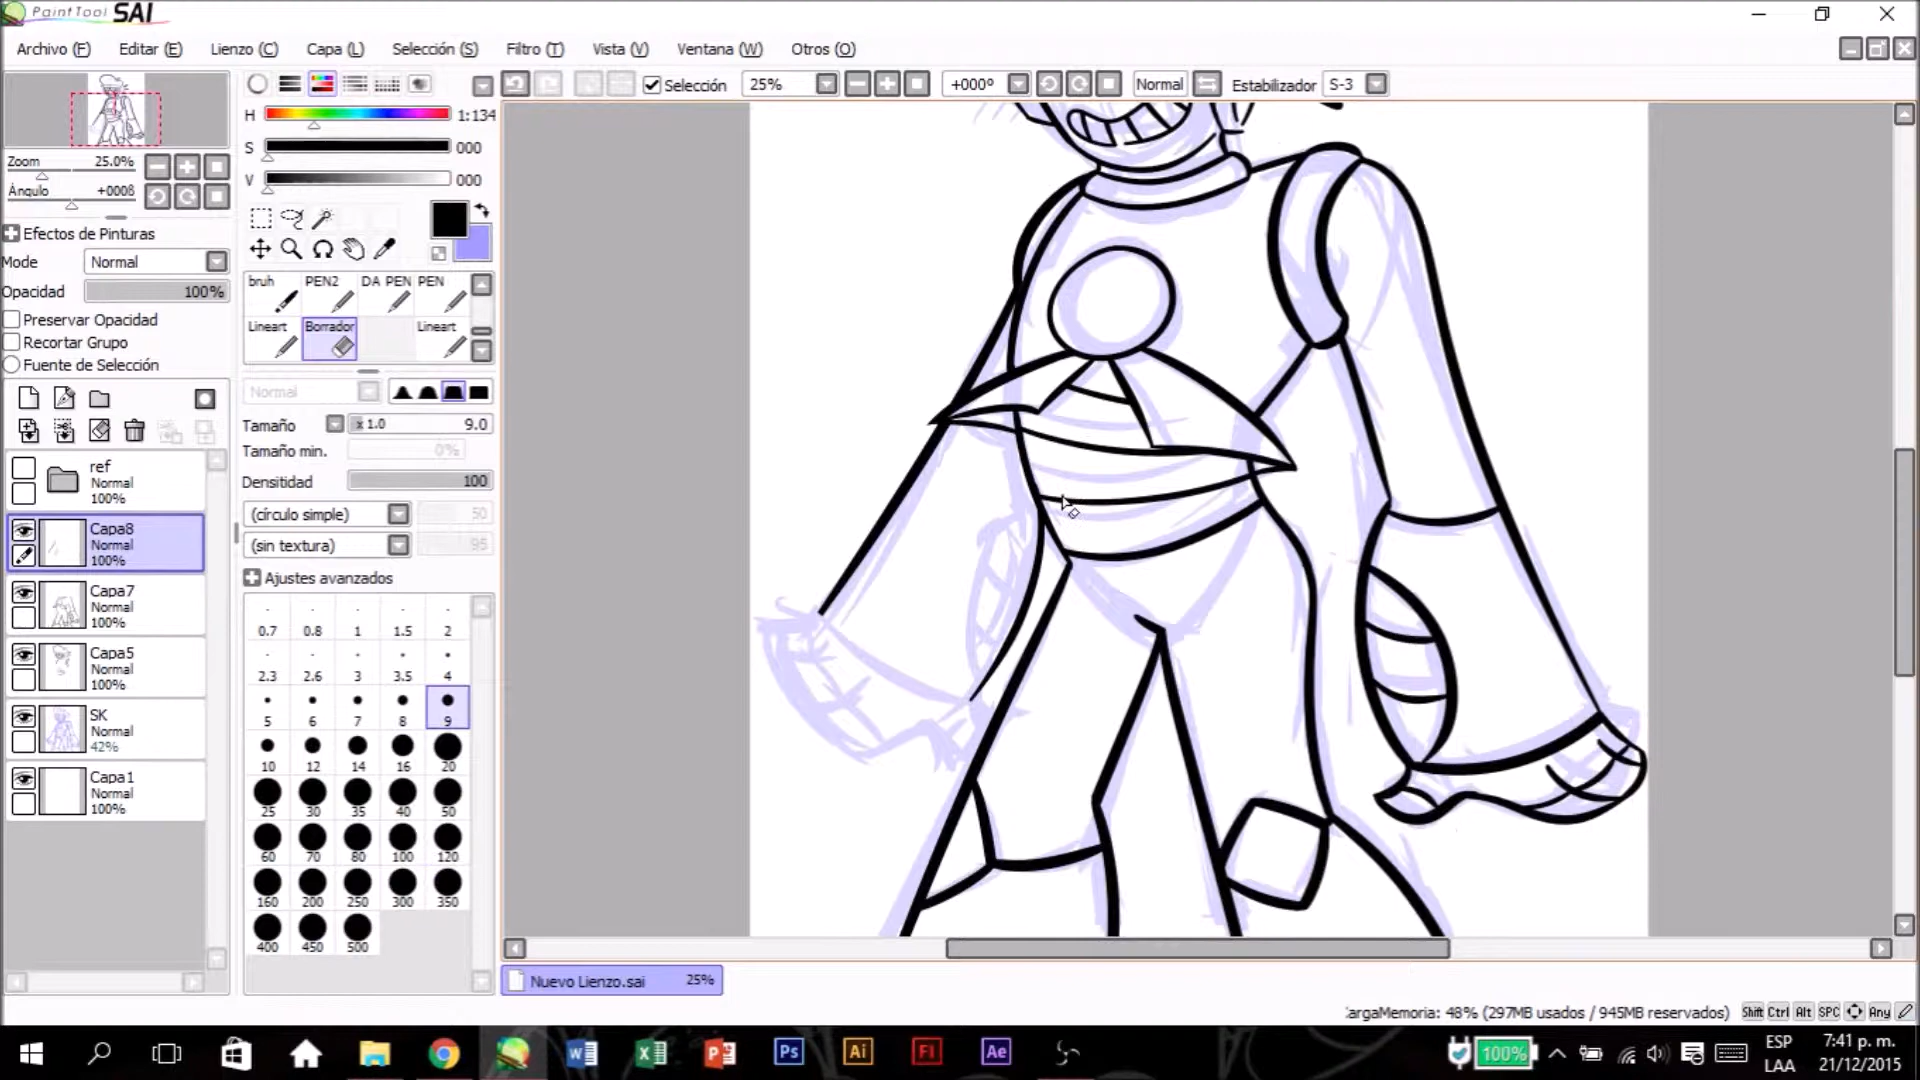 PaintTool SAI
Archivo (F) Editar (E) Lienzo (C) Capa (L) Selección (S) Filtro (T) Vista (V) Ventana (W) Otros (O)
Selección 25% +000º Normal Estabilizador S-3
H 1:134
S 000
V 000
Zoom 25.0%
Ángulo +000ß
Efectos de Pinturas
Mode Normal
Opacidad 100%
Preservar Opacidad
Recortar Grupo
Fuente de Selección
bruh PEN2 DA PEN PEN
Lineart Borrador Lineart
Normal
Tamaño x 1.0 9.0
Tamaño min. 0%
Densitidad 100
(círculo simple) 50
(sin textura) 95
Ajustes avanzados
0.7 0.8 1 1.5 2
2.3 2.6 3 3.5 4
5 6 7 8 9
10 12 14 16 20
25 30 35 40 50
60 70 80 100 120
160 200 250 300 350
400 450 500
ref
Normal
100%
Capa8
Normal
100%
Capa7
Normal
100%
Capa5
Normal
100%
SK
Normal
42%
Capa1
Normal
100%
Nuevo Lienzo.sai 25%
argaMemoria: 48% (297MB usados / 945MB reservados) Shift Ctrl Alt SPC Any
Ps Ai Fl Ae
100%
ESP
LAA
7:41 p. m.
21/12/2015